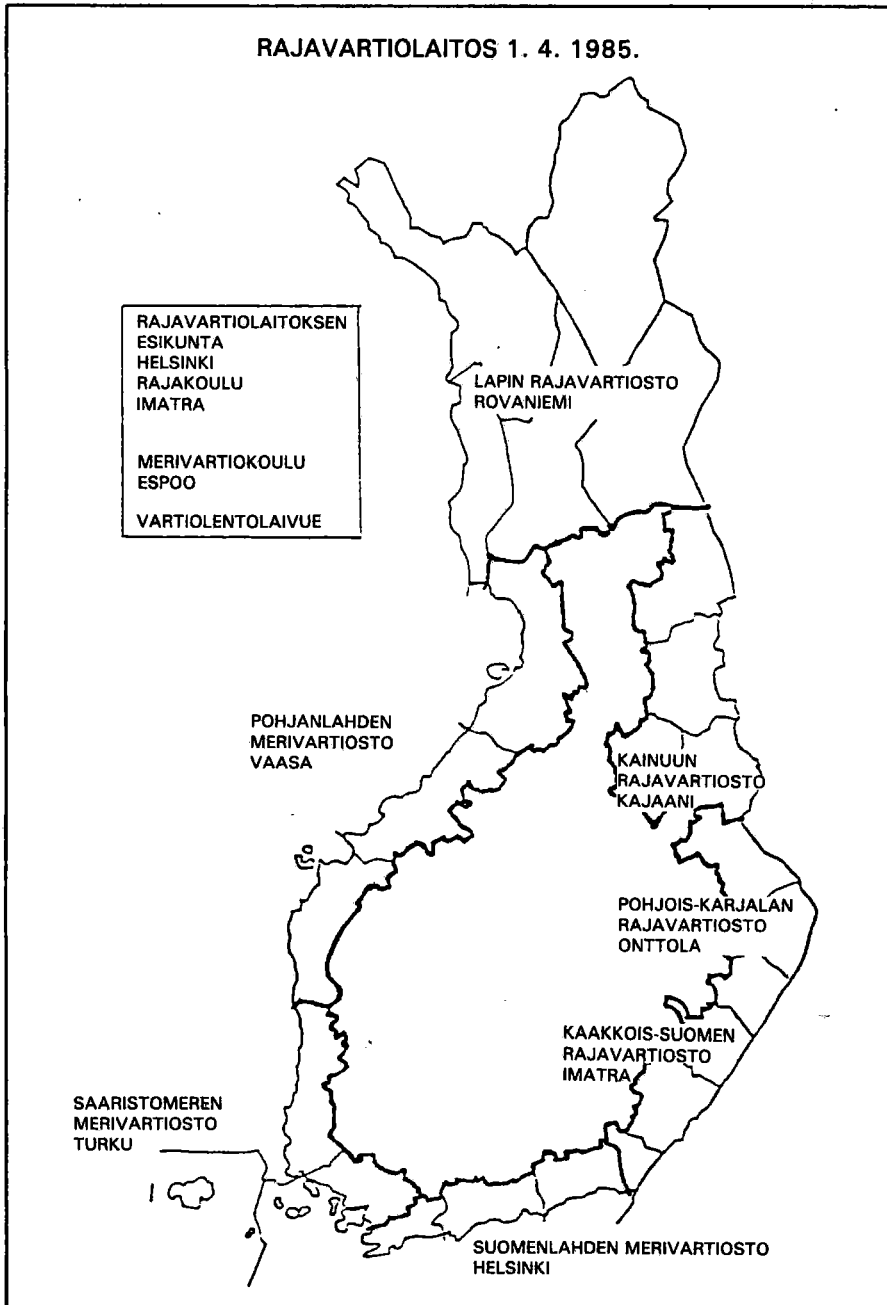 RAJAVARTIOLAITOS 1. 4. 1985.
RAJAVARTIOLAITOKSEN
ESIKUNTA
HELSINKI
RAJAKOULU
IMATRA
MERIVARTIOKOULU
ESPOO
VARTIOLENTOLAIVUE
LAPIN RAJAVARTIOSTO
ROVANIEMI
POHJANLAHDEN
MERIVARTIOSTO
VAASA
KAINUUN
RAJAVARTIOSTO
KAJAANI
POHJOIS-KARJALAN
RAJAVARTIOSTO
ONTTOLA
KAAKKOIS-SUOMEN
RAJAVARTIOSTO
IMATRA
SAARISTOMEREN
MERIVARTIOSTO
TURKU
SUOMENLAHDEN MERIVARTIOSTO
HELSINKI